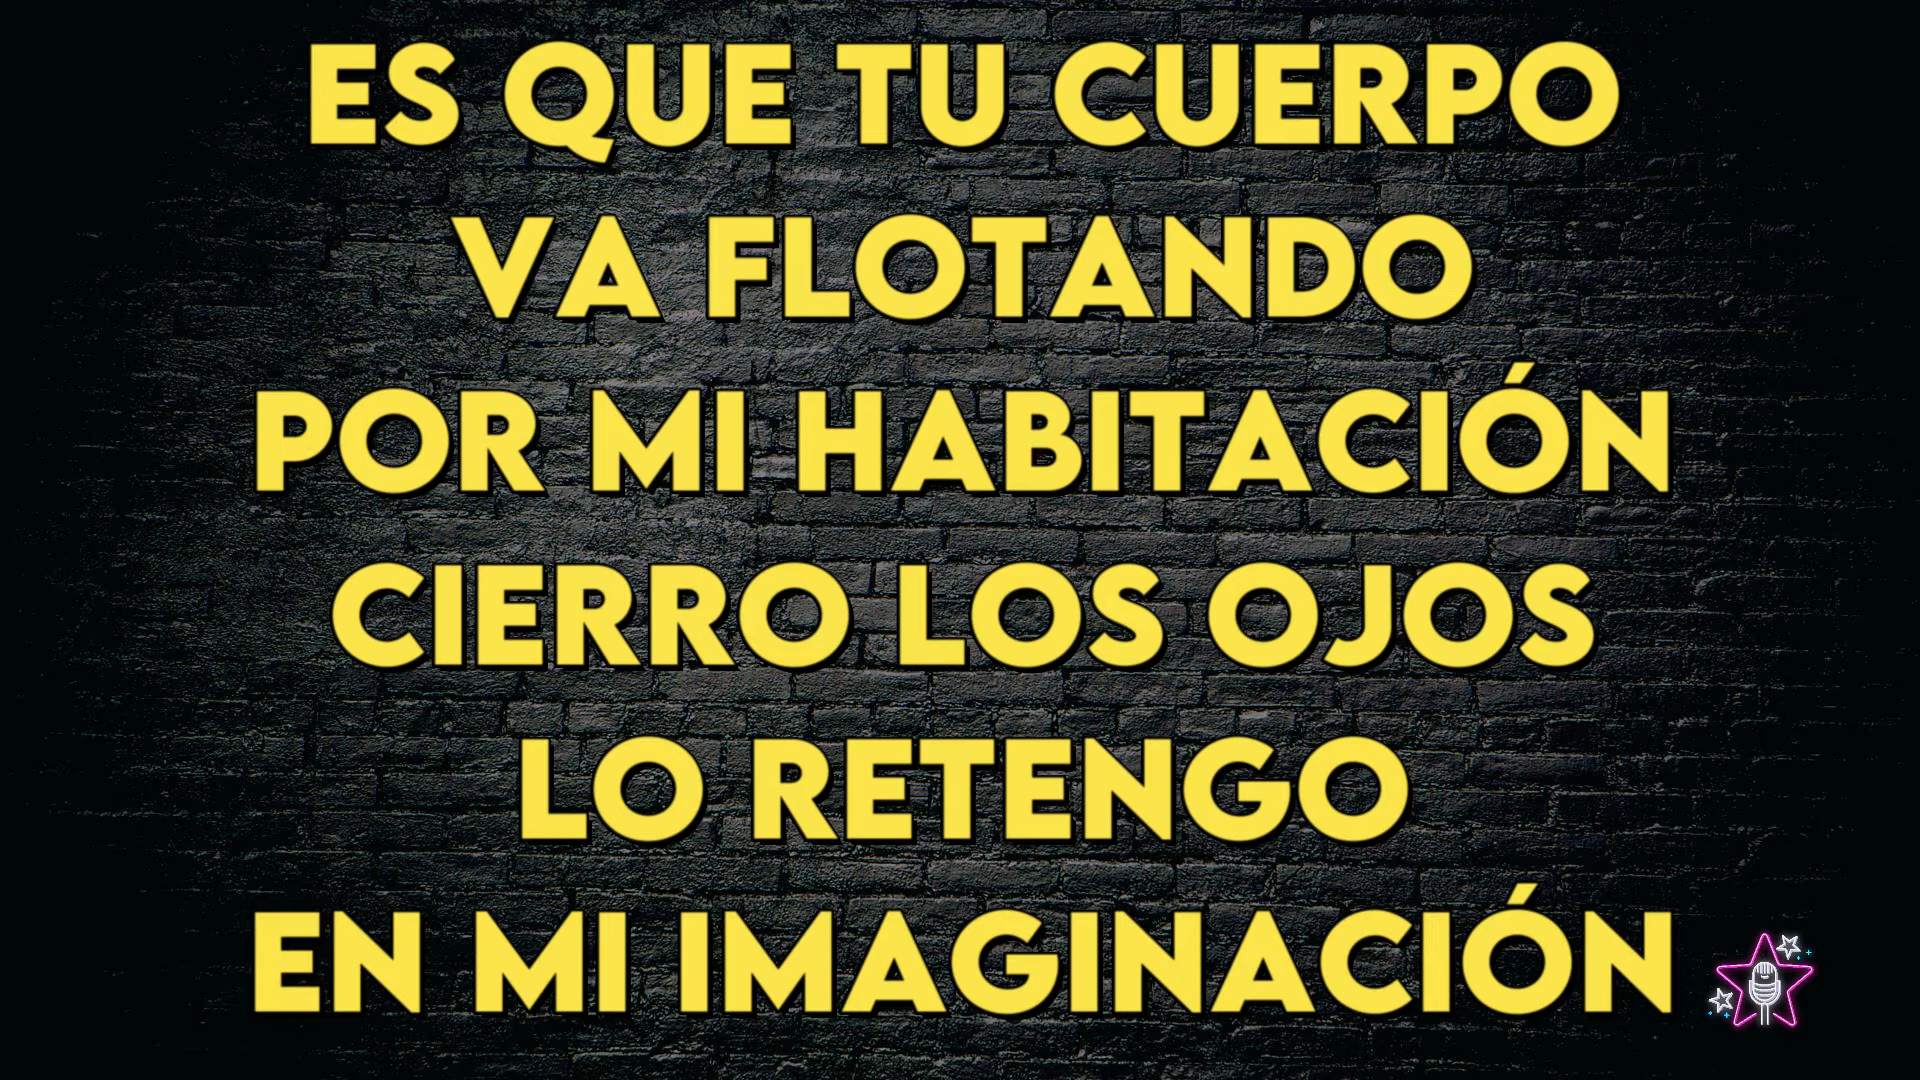 ES QUE TU CUERPO
VA FLOTANDO
POR MI HABITACIÓN
CIERRO LOS OJOS
LO RETENGO
EN MI IMAGINACIÓN